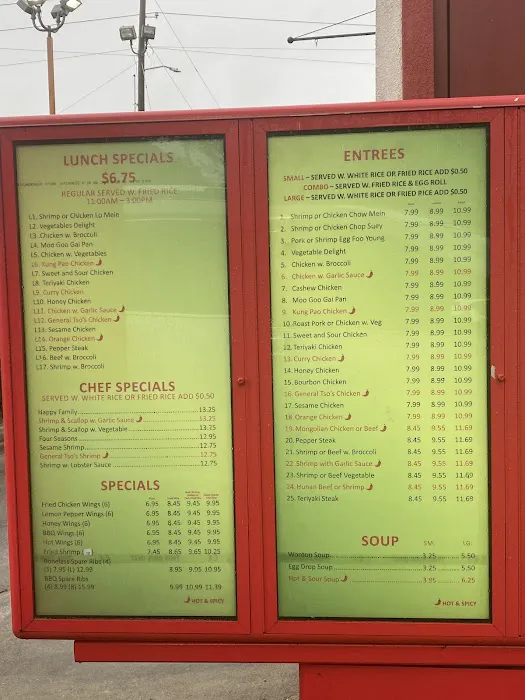 LUNCH SPECIALS
$6.75
REGULAR SERVED W. FRIED RICE
11:00AM – 3:00PM
L1. Shrimp or Chicken Lo Mein
L2. Vegetables Delight
L3. Chicken w. Broccoli
L4. Moo Goo Gai Pan
L5. Chicken w. Vegetables
L6. Kung Pao Chicken
L7. Sweet and Sour Chicken
L8. Teriyaki Chicken
L9. Curry Chicken
L10. Honey Chicken
L11. Chicken w. Garlic Sauce
L12. General Tso's Chicken
L13. Sesame Chicken
L14. Orange Chicken
L15. Pepper Steak
L16. Beef w. Broccoli
L17. Shrimp w. Broccoli
CHEF SPECIALS
SERVED W. WHITE RICE OR FRIED RICE ADD $0.50
Happy Family 13.25
Shrimp & Scallop w. Garlic Sauce 13.25
Shrimp & Scallop w. Vegetable 13.25
Four Seasons 12.95
Sesame Shrimp 12.75
General Tso's Shrimp 12.75
Shrimp w. Lobster Sauce 12.75
SPECIALS
Fried Chicken Wings (6) 6.95 8.45 9.45 9.95
Lemon Pepper Wings (6) 6.95 8.45 9.45 9.95
Honey Wings (6) 6.95 8.45 9.45 9.95
BBQ Wings (6) 6.95 8.45 9.45 9.95
Hot Wings (6) 6.95 8.45 9.45 9.95
Fried Shrimp 7.45 8.65 9.65 10.25
Boneless Spare Ribs (4)
(S) 7.95 (L) 12.99 8.95 9.95 10.95
BBQ Spare Ribs
(4) 8.99 (8) 15.99 9.99 10.99 11.39
HOT & SPICY
ENTREES
SMALL – SERVED W. WHITE RICE OR FRIED RICE ADD $0.50
COMBO – SERVED W. FRIED RICE & EGG ROLL
LARGE – SERVED W. WHITE RICE OR FRIED RICE ADD $0.50
1. Shrimp or Chicken Chow Mein 7.99 8.99 10.99
2. Shrimp or Chicken Chop Suey 7.99 8.99 10.99
3. Pork or Shrimp Egg Foo Young 7.99 8.99 10.99
4. Vegetable Delight 7.99 8.99 10.99
5. Chicken w. Broccoli 7.99 8.99 10.99
6. Chicken w. Garlic Sauce 7.99 8.99 10.99
7. Cashew Chicken 7.99 8.99 10.99
8. Moo Goo Gai Pan 7.99 8.99 10.99
9. Kung Pao Chicken 7.99 8.99 10.99
10. Roast Pork or Chicken w. Veg 7.99 8.99 10.99
11. Sweet and Sour Chicken 7.99 8.99 10.99
12. Teriyaki Chicken 7.99 8.99 10.99
13. Curry Chicken 7.99 8.99 10.99
14. Honey Chicken 7.99 8.99 10.99
15. Bourbon Chicken 7.99 8.99 10.99
16. General Tso's Chicken 7.99 8.99 10.99
17. Sesame Chicken 7.99 8.99 10.99
18. Orange Chicken 7.99 8.99 10.99
19. Mongolian Chicken or Beef 8.45 9.55 11.69
20. Pepper Steak 8.45 9.55 11.69
21. Shrimp or Beef w. Broccoli 8.45 9.55 11.69
22. Shrimp with Garlic Sauce 8.45 9.55 11.69
23. Shrimp or Beef Vegetable 8.45 9.55 11.69
24. Hunan Beef or Shrimp 8.45 9.55 11.69
25. Teriyaki Steak 8.45 9.55 11.69
SOUP
SM. LG.
Wonton Soup 3.25 5.50
Egg Drop Soup 3.25 5.50
Hot & Sour Soup 3.95 6.25
HOT & SPICY